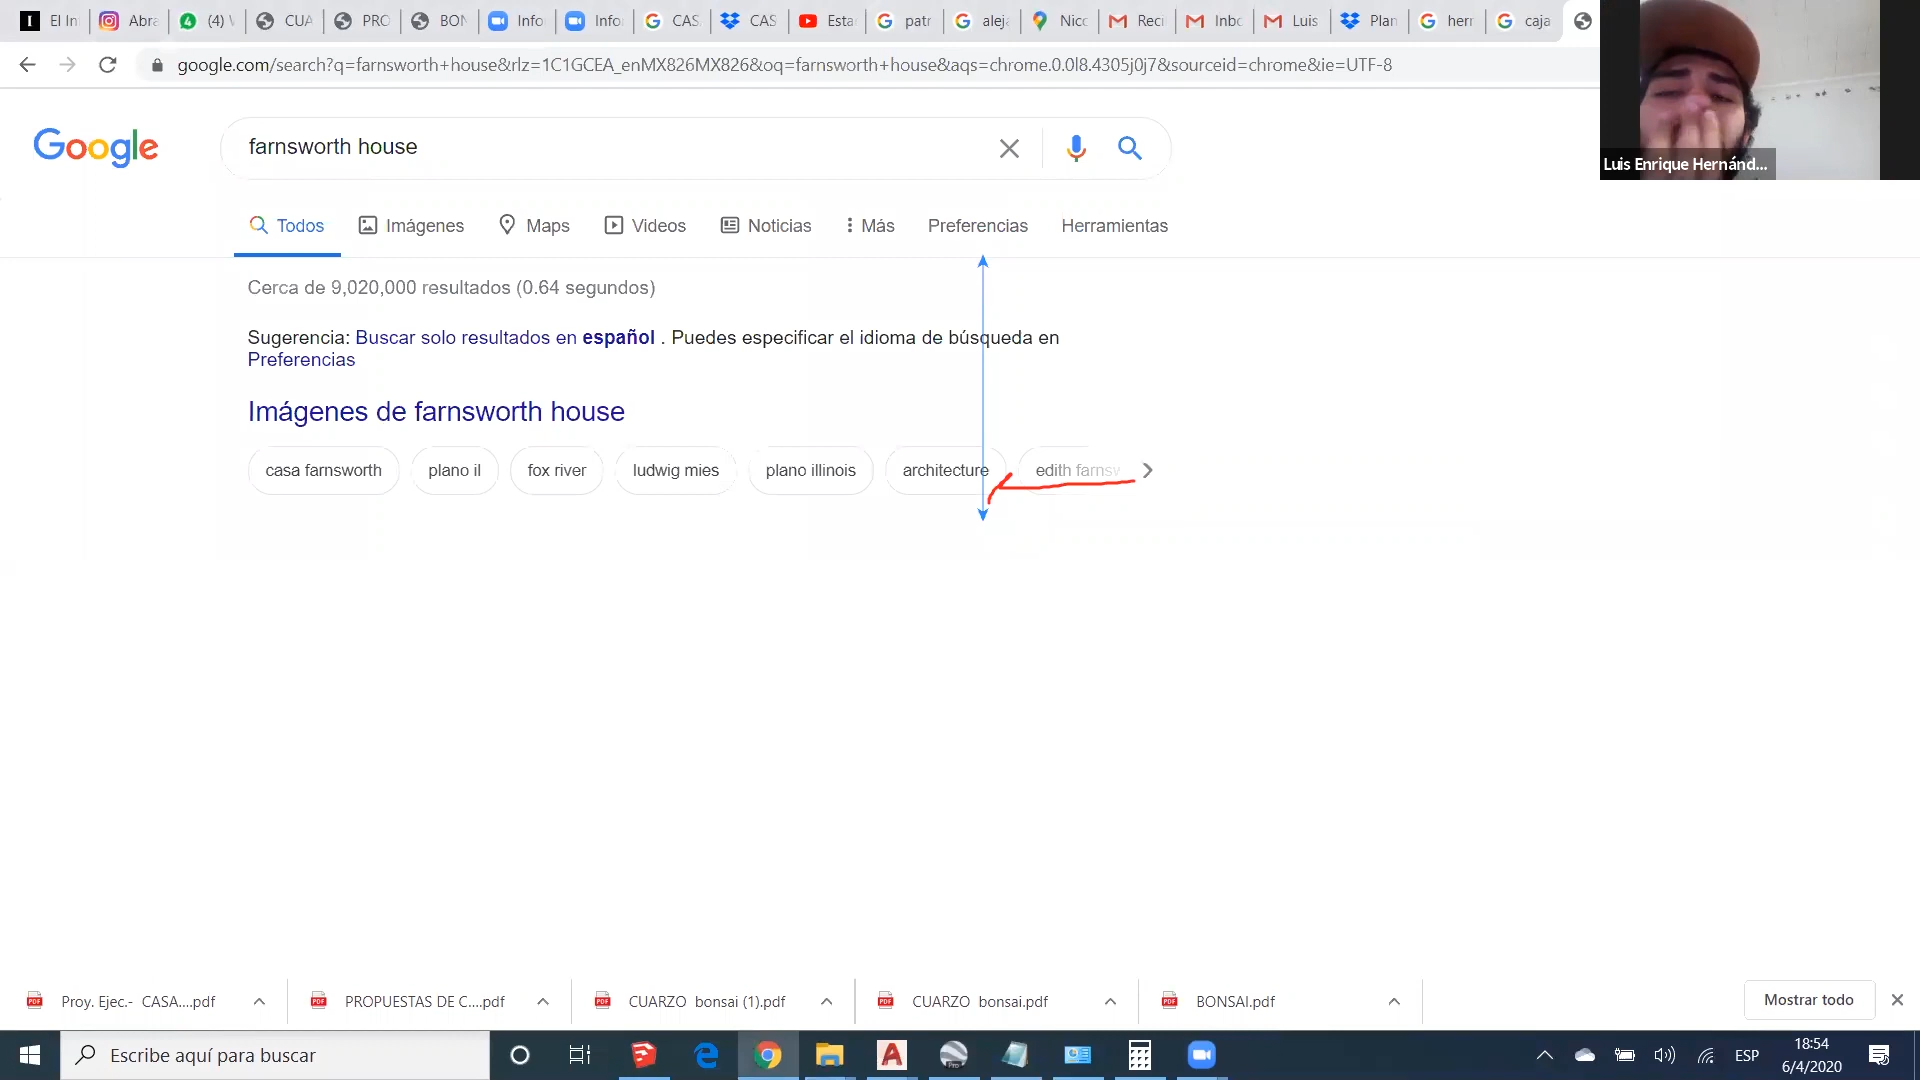 El In Abra (4) CUA PRO BON Info Info CAS CAS Esta patr aleja Nicc Reci Inbo Luis Plan herr caja
google.com/search?q=farnsworth+house&rlz=1C1GCEA_enMX826MX826&oq=farnsworth+house&aqs=chrome.0.0l8.4305j0j7&sourceid=chrome&ie=UTF-8
Luis Enrique Hernánd...
Google farnsworth house
Todos Imágenes Maps Videos Noticias Más Preferencias Herramientas
Cerca de 9,020,000 resultados (0.64 segundos)
Sugerencia: Buscar solo resultados en español . Puedes especificar el idioma de búsqueda en
Preferencias
Imágenes de farnsworth house
casa farnsworth plano il fox river ludwig mies plano illinois architecture edith farnsw
Proy. Ejec.- CASA....pdf PROPUESTAS DE C....pdf CUARZO bonsai (1).pdf CUARZO bonsai.pdf BONSAI.pdf Mostrar todo
Escribe aquí para buscar ESP 18:54
6/4/2020